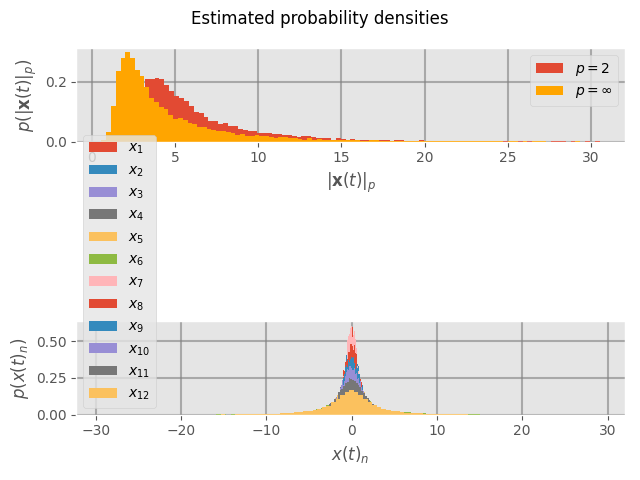 Estimated probability densities
p(|x(t)|_p)
0.2
0.0
p = 2
p = ∞
0
5
10
15
20
25
30
|x(t)|_p
x_1
x_2
x_3
x_4
x_5
x_6
x_7
x_8
x_9
x_10
x_11
x_12
p(x(t)_n)
0.50
0.25
0.00
−30
−20
−10
0
10
20
30
x(t)_n